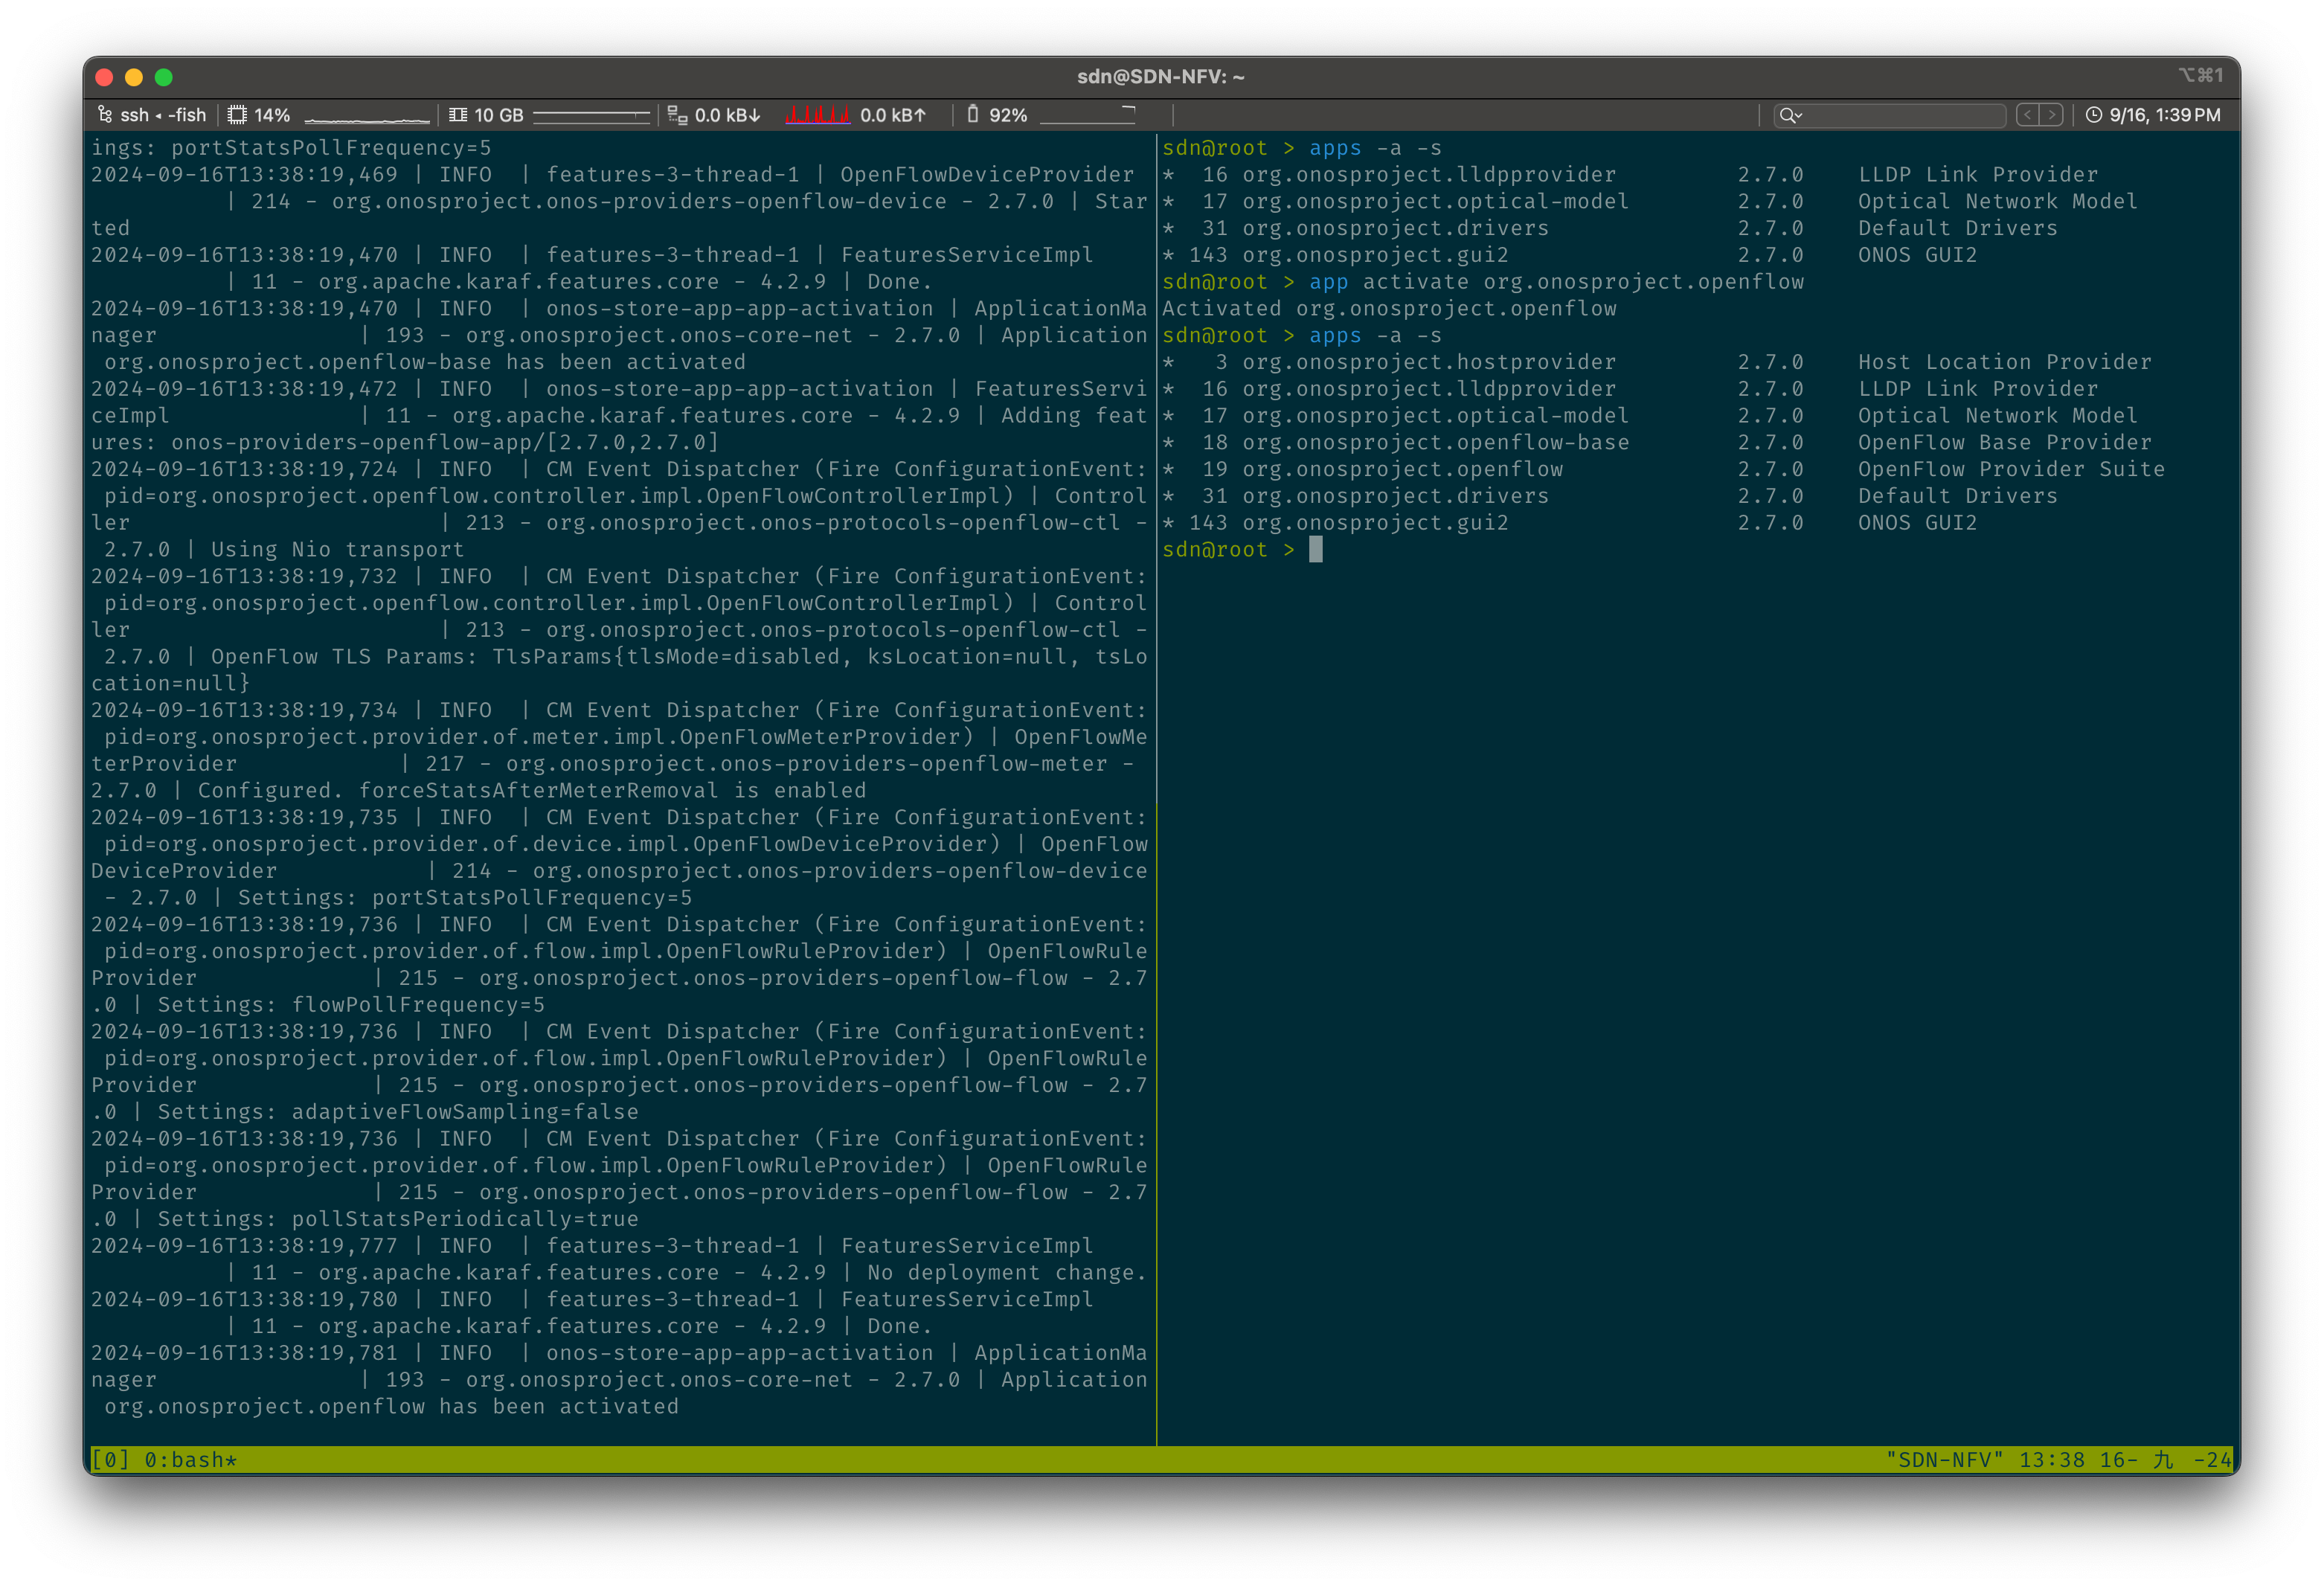 sdn@SDN-NFV: ~
⌥⌘1
ssh ◂ -fish 14% 10 GB 0.0 kB↓ 0.0 kB↑ 92% 9/16, 1:39 PM
ings: portStatsPollFrequency=5
2024-09-16T13:38:19,469 | INFO  | features-3-thread-1 | OpenFlowDeviceProvider
| 214 - org.onosproject.onos-providers-openflow-device - 2.7.0 | Star
ted
2024-09-16T13:38:19,470 | INFO  | features-3-thread-1 | FeaturesServiceImpl
| 11 - org.apache.karaf.features.core - 4.2.9 | Done.
2024-09-16T13:38:19,470 | INFO  | onos-store-app-app-activation | ApplicationMa
nager | 193 - org.onosproject.onos-core-net - 2.7.0 | Application
org.onosproject.openflow-base has been activated
2024-09-16T13:38:19,472 | INFO  | onos-store-app-app-activation | FeaturesServi
ceImpl | 11 - org.apache.karaf.features.core - 4.2.9 | Adding feat
ures: onos-providers-openflow-app/[2.7.0,2.7.0]
2024-09-16T13:38:19,724 | INFO  | CM Event Dispatcher (Fire ConfigurationEvent:
pid=org.onosproject.openflow.controller.impl.OpenFlowControllerImpl) | Control
ler | 213 - org.onosproject.onos-protocols-openflow-ctl -
2.7.0 | Using Nio transport
2024-09-16T13:38:19,732 | INFO  | CM Event Dispatcher (Fire ConfigurationEvent:
pid=org.onosproject.openflow.controller.impl.OpenFlowControllerImpl) | Control
ler | 213 - org.onosproject.onos-protocols-openflow-ctl -
2.7.0 | OpenFlow TLS Params: TlsParams{tlsMode=disabled, ksLocation=null, tsLo
cation=null}
2024-09-16T13:38:19,734 | INFO  | CM Event Dispatcher (Fire ConfigurationEvent:
pid=org.onosproject.provider.of.meter.impl.OpenFlowMeterProvider) | OpenFlowMe
terProvider | 217 - org.onosproject.onos-providers-openflow-meter -
2.7.0 | Configured. forceStatsAfterMeterRemoval is enabled
2024-09-16T13:38:19,735 | INFO  | CM Event Dispatcher (Fire ConfigurationEvent:
pid=org.onosproject.provider.of.device.impl.OpenFlowDeviceProvider) | OpenFlow
DeviceProvider | 214 - org.onosproject.onos-providers-openflow-device
- 2.7.0 | Settings: portStatsPollFrequency=5
2024-09-16T13:38:19,736 | INFO  | CM Event Dispatcher (Fire ConfigurationEvent:
pid=org.onosproject.provider.of.flow.impl.OpenFlowRuleProvider) | OpenFlowRule
Provider | 215 - org.onosproject.onos-providers-openflow-flow - 2.7
.0 | Settings: flowPollFrequency=5
2024-09-16T13:38:19,736 | INFO  | CM Event Dispatcher (Fire ConfigurationEvent:
pid=org.onosproject.provider.of.flow.impl.OpenFlowRuleProvider) | OpenFlowRule
Provider | 215 - org.onosproject.onos-providers-openflow-flow - 2.7
.0 | Settings: adaptiveFlowSampling=false
2024-09-16T13:38:19,736 | INFO  | CM Event Dispatcher (Fire ConfigurationEvent:
pid=org.onosproject.provider.of.flow.impl.OpenFlowRuleProvider) | OpenFlowRule
Provider | 215 - org.onosproject.onos-providers-openflow-flow - 2.7
.0 | Settings: pollStatsPeriodically=true
2024-09-16T13:38:19,777 | INFO  | features-3-thread-1 | FeaturesServiceImpl
| 11 - org.apache.karaf.features.core - 4.2.9 | No deployment change.
2024-09-16T13:38:19,780 | INFO  | features-3-thread-1 | FeaturesServiceImpl
| 11 - org.apache.karaf.features.core - 4.2.9 | Done.
2024-09-16T13:38:19,781 | INFO  | onos-store-app-app-activation | ApplicationMa
nager | 193 - org.onosproject.onos-core-net - 2.7.0 | Application
org.onosproject.openflow has been activated
sdn@root > apps -a -s
*  16 org.onosproject.lldpprovider 2.7.0 LLDP Link Provider
*  17 org.onosproject.optical-model 2.7.0 Optical Network Model
*  31 org.onosproject.drivers 2.7.0 Default Drivers
* 143 org.onosproject.gui2 2.7.0 ONOS GUI2
sdn@root > app activate org.onosproject.openflow
Activated org.onosproject.openflow
sdn@root > apps -a -s
*   3 org.onosproject.hostprovider 2.7.0 Host Location Provider
*  16 org.onosproject.lldpprovider 2.7.0 LLDP Link Provider
*  17 org.onosproject.optical-model 2.7.0 Optical Network Model
*  18 org.onosproject.openflow-base 2.7.0 OpenFlow Base Provider
*  19 org.onosproject.openflow 2.7.0 OpenFlow Provider Suite
*  31 org.onosproject.drivers 2.7.0 Default Drivers
* 143 org.onosproject.gui2 2.7.0 ONOS GUI2
sdn@root >
[0] 0:bash* "SDN-NFV" 13:38 16- 九 -24